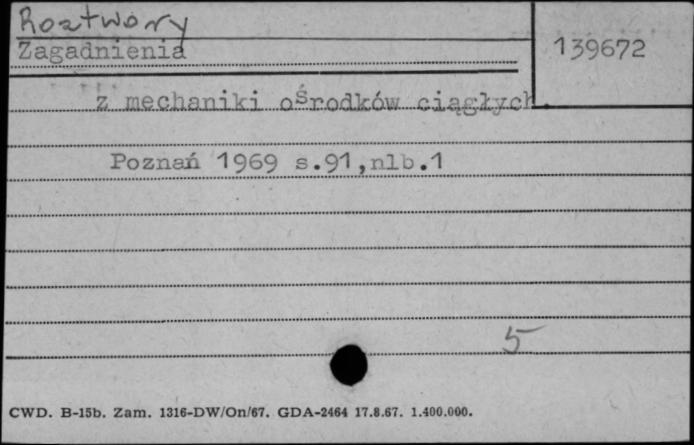 Roztwory
Zagadnienia
139672
z mechaniki ośrodków ciągłych.
Poznań 1969 s.91,nlb.1
5
CWD. B-15b. Zam. 1316-DW/On/67. GDA-2464 17.8.67. 1.400.000.